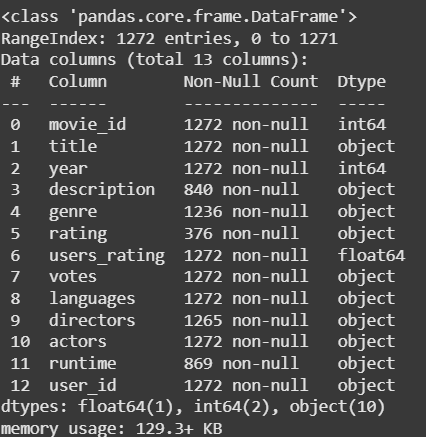 <class 'pandas.core.frame.DataFrame'>
RangeIndex: 1272 entries, 0 to 1271
Data columns (total 13 columns):
 #   Column        Non-Null Count  Dtype
---  ------        --------------  -----
 0   movie_id      1272 non-null   int64
 1   title         1272 non-null   object
 2   year          1272 non-null   int64
 3   description   840 non-null    object
 4   genre         1236 non-null   object
 5   rating        376 non-null    object
 6   users_rating  1272 non-null   float64
 7   votes         1272 non-null   object
 8   languages     1272 non-null   object
 9   directors     1265 non-null   object
 10  actors        1272 non-null   object
 11  runtime       869 non-null    object
 12  user_id       1272 non-null   object
dtypes: float64(1), int64(2), object(10)
memory usage: 129.3+ KB